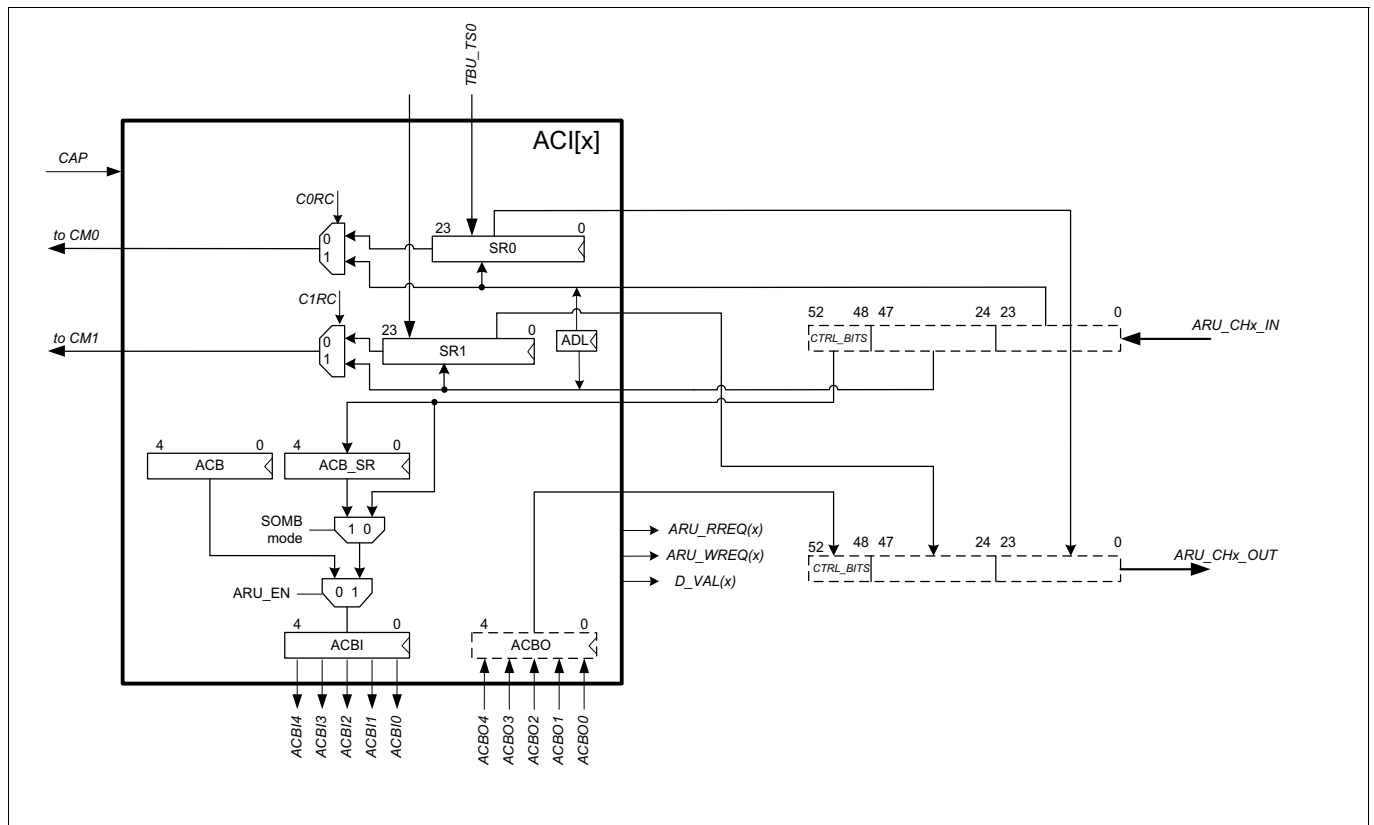 TBU_TS0
ACI[x]
CAP
C0RC
23 0
to CM0
0
1
SR0
C1RC
23 0
52 48 47 24 23 0
ARU_CHx_IN
CTRL_BITS
to CM1
0
1
SR1
ADL
4 0
4 0
ACB
ACB_SR
SOMB
mode
1 0
ARU_RREQ(x)
ARU_WREQ(x)
D_VAL(x)
52 48 47 24 23 0
ARU_CHx_OUT
CTRL_BITS
ARU_EN
0 1
4 0
4 0
ACBI
ACBO
ACBI4
ACBI3
ACBI2
ACBI1
ACBI0
ACBO4
ACBO3
ACBO2
ACBO1
ACBO0